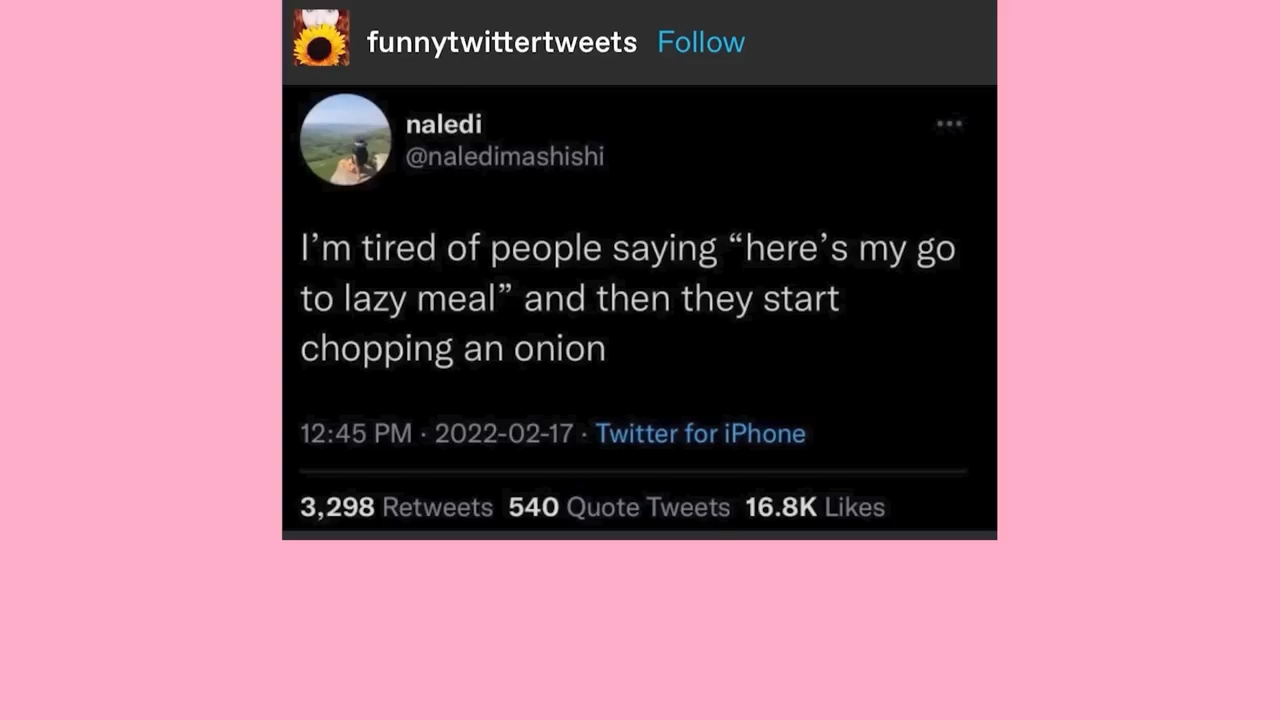 funnytwittertweets Follow
naledi
@naledimashishi
I’m tired of people saying “here’s my go
to lazy meal” and then they start
chopping an onion
12:45 PM · 2022-02-17 · Twitter for iPhone
3,298 Retweets 540 Quote Tweets 16.8K Likes